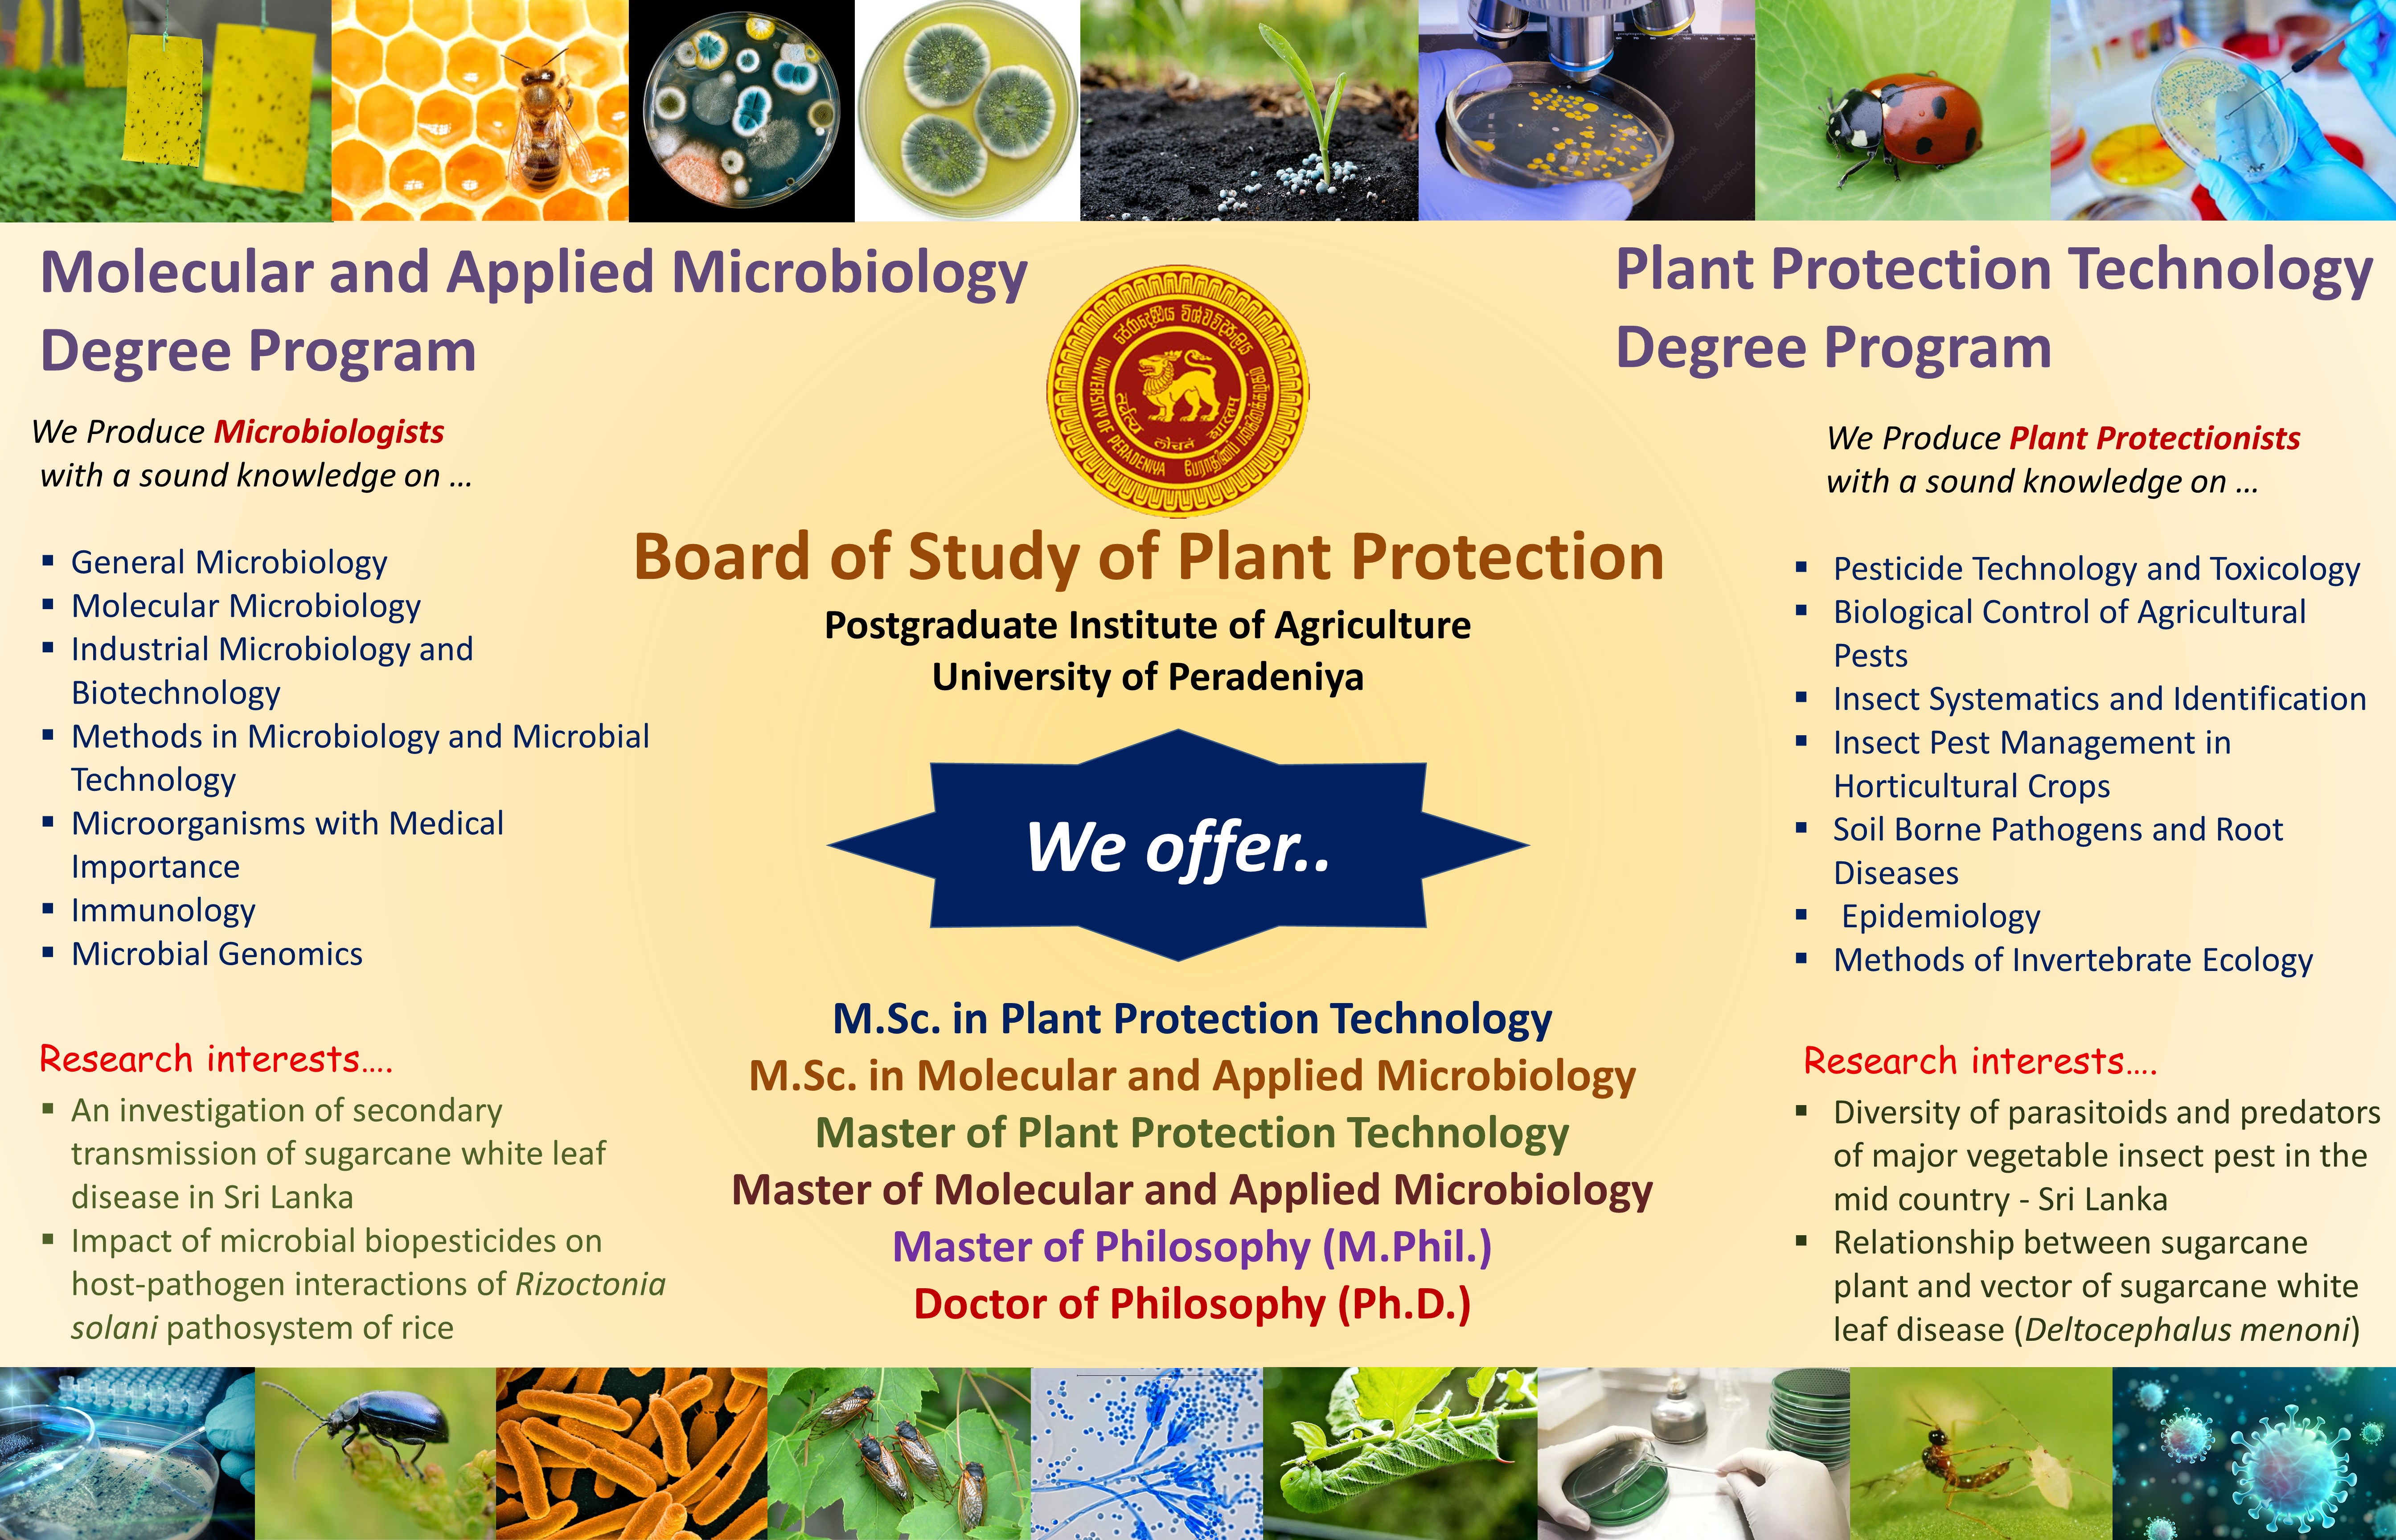 Molecular and Applied Microbiology
Degree Program
We Produce Microbiologists
with a sound knowledge on ...
▪ General Microbiology
▪ Molecular Microbiology
▪ Industrial Microbiology and
Biotechnology
▪ Methods in Microbiology and Microbial
Technology
▪ Microorganisms with Medical
Importance
▪ Immunology
▪ Microbial Genomics
Research interests....
▪ An investigation of secondary
transmission of sugarcane white leaf
disease in Sri Lanka
▪ Impact of microbial biopesticides on
host-pathogen interactions of Rizoctonia
solani pathosystem of rice
UNIVERSITY OF PERADENIYA
Board of Study of Plant Protection
Postgraduate Institute of Agriculture
University of Peradeniya
We offer..
M.Sc. in Plant Protection Technology
M.Sc. in Molecular and Applied Microbiology
Master of Plant Protection Technology
Master of Molecular and Applied Microbiology
Master of Philosophy (M.Phil.)
Doctor of Philosophy (Ph.D.)
Plant Protection Technology
Degree Program
We Produce Plant Protectionists
with a sound knowledge on ...
▪ Pesticide Technology and Toxicology
▪ Biological Control of Agricultural
Pests
▪ Insect Systematics and Identification
▪ Insect Pest Management in
Horticultural Crops
▪ Soil Borne Pathogens and Root
Diseases
▪ Epidemiology
▪ Methods of Invertebrate Ecology
Research interests....
▪ Diversity of parasitoids and predators
of major vegetable insect pest in the
mid country - Sri Lanka
▪ Relationship between sugarcane
plant and vector of sugarcane white
leaf disease (Deltocephalus menoni)